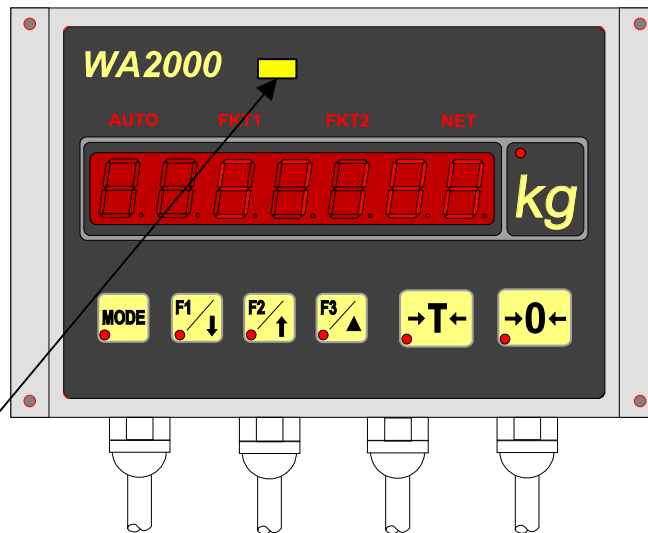 WA2000
AUTO FKT1 FKT2 NET
kg
MODE F1 F2 F3 →T← →0←